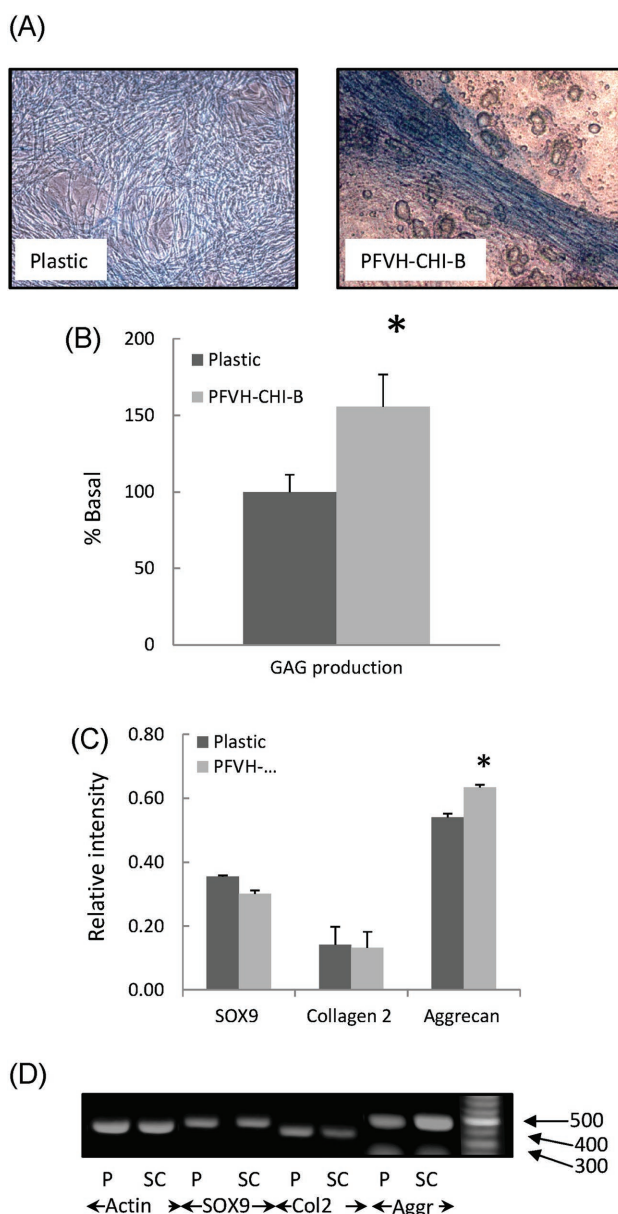 (A)
Plastic PFVH-CHI-B
(B)
200
150
100
50
0
% Basal
Plastic
PFVH-CHI-B
*
GAG production
(C)
0.80
0.60
0.40
0.20
0.00
Relative intensity
Plastic
PFVH-...
*
SOX9 Collagen 2 Aggrecan
(D)
500
400
300
P SC P SC P SC P SC
Actin SOX9 Col2 Aggr